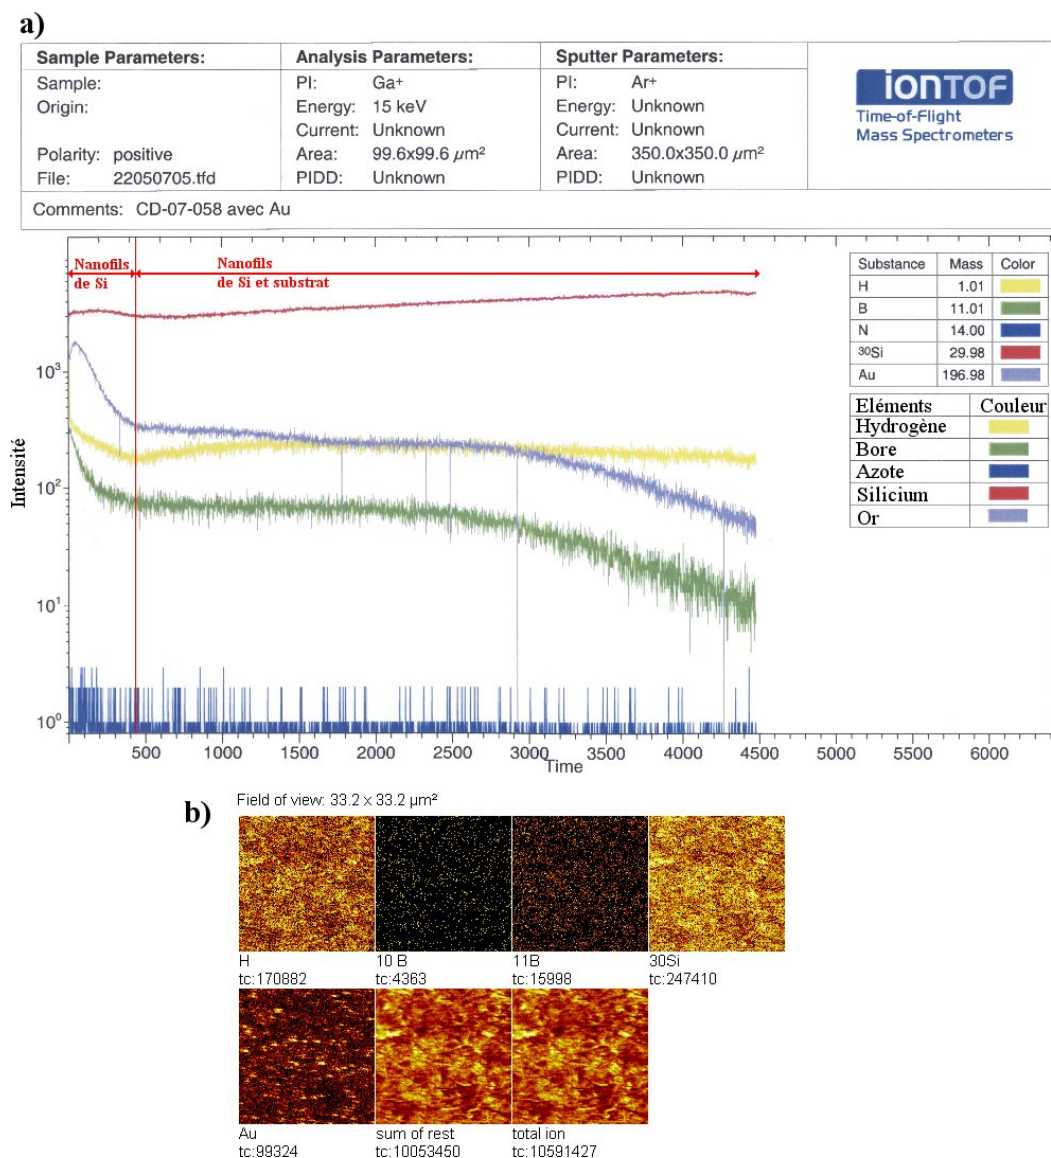 a)
Sample Parameters:
Sample:
Origin:
Polarity: positive
File: 22050705.tfd
Analysis Parameters:
PI: Ga+
Energy: 15 keV
Current: Unknown
Area: 99.6x99.6 µm²
PIDD: Unknown
Sputter Parameters:
PI: Ar+
Energy: Unknown
Current: Unknown
Area: 350.0x350.0 µm²
PIDD: Unknown
ionTOF
Time-of-Flight
Mass Spectrometers
Comments: CD-07-058 avec Au
Nanofils
de Si
Nanofils
de Si et substrat
Substance Mass Color
H 1.01
B 11.01
N 14.00
³⁰Si 29.98
Au 196.98
Eléments Couleur
Hydrogène
Bore
Azote
Silicium
Or
Intensité
10³
10²
10¹
10⁰
500 1000 1500 2000 2500 3000 3500 4000 4500 5000 5500 6000
Time
b)
Field of view: 33.2 x 33.2 µm²
H 10 B 11B 30Si
tc:170882 tc:4363 tc:15998 tc:247410
Au sum of rest total ion
tc:99324 tc:10053450 tc:10591427